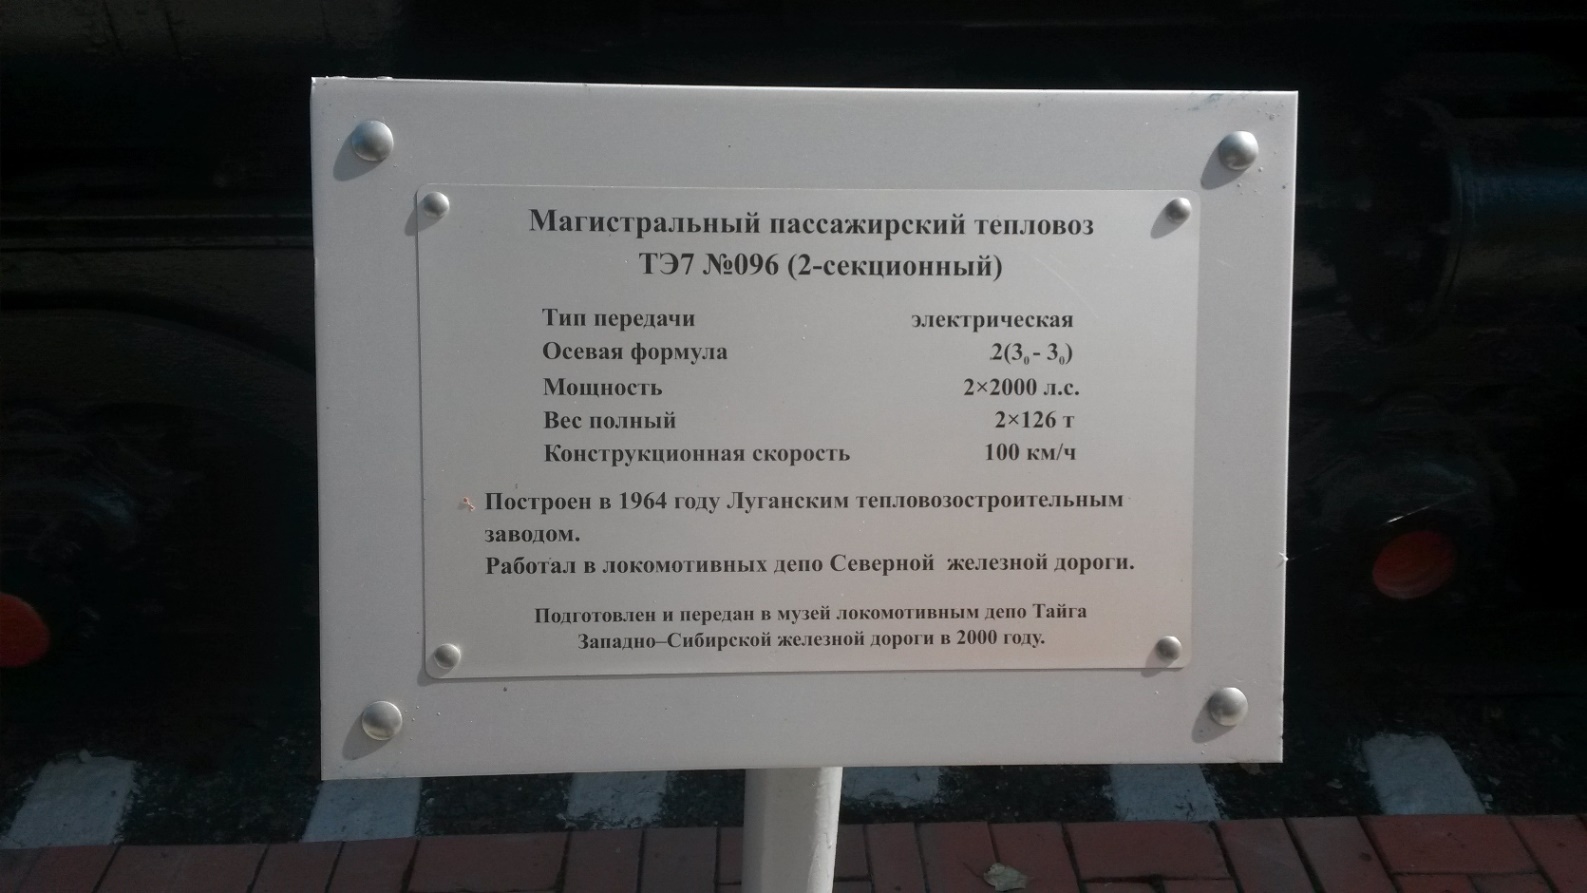 Магистральный пассажирский тепловоз
ТЭ7 №096 (2-секционный)
Тип передачи электрическая
Осевая формула 2(3₀- 3₀)
Мощность 2×2000 л.с.
Вес полный 2×126 т
Конструкционная скорость 100 км/ч
Построен в 1964 году Луганским тепловозостроительным
заводом.
Работал в локомотивных депо Северной железной дороги.
Подготовлен и передан в музей локомотивным депо Тайга
Западно–Сибирской железной дороги в 2000 году.